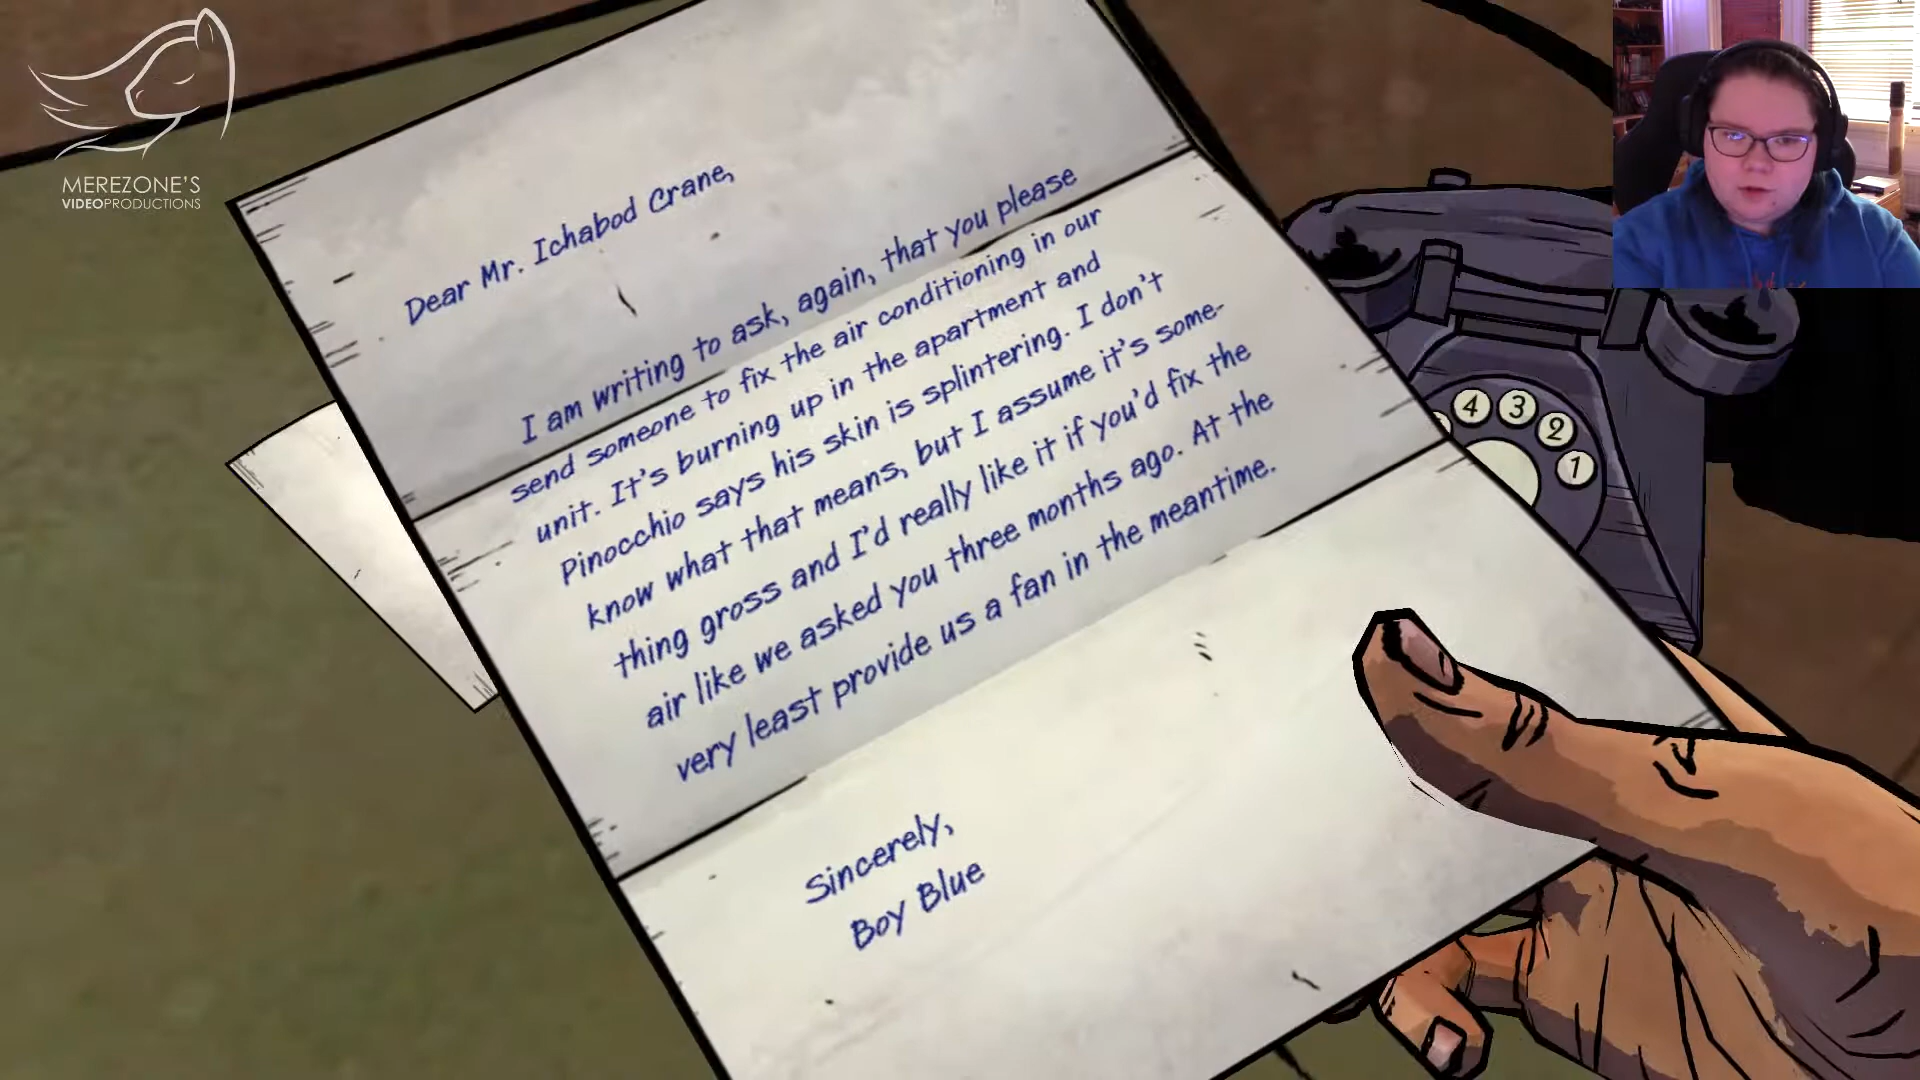 MEREZONE'S
VIDEOPRODUCTIONS
Dear Mr. Ichabod Crane,
I am writing to ask, again, that you please
send someone to fix the air conditioning in our
unit. It's burning up in the apartment and
Pinocchio says his skin is splintering. I don't
know what that means, but I assume it's some-
thing gross and I'd really like it if you'd fix the
air like we asked you three months ago. At the
very least provide us a fan in the meantime.
Sincerely,
Boy Blue
4 3 2 1